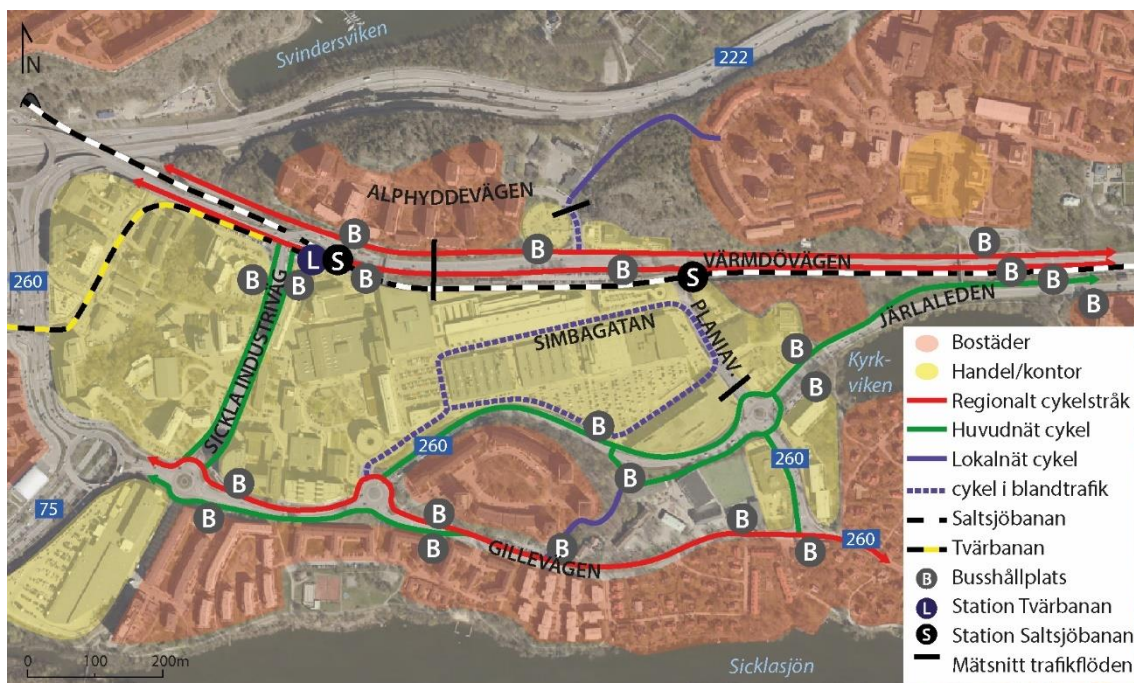 N
Svindersviken
260
222
ALPHYDDEVÄGEN
B
B
B
B
B
L
S
B
B
S
VÄRMDÖVÄGEN
B
B
B
260
SICKLA INDUSTRIVÄG
SIMBAGATAN
PLANIAV.
JÄRLALEDEN
B
Kyrk-
viken
B
B
B
260
260
B
75
B
B
B
B
B
B
B
GILLEVÄGEN
260
0 100 200m
Sicklasjön
Bostäder
Handel/kontor
Regionalt cykelstråk
Huvudnät cykel
Lokalnät cykel
cykel i blandtrafik
Saltsjöbanan
Tvärbanan
B Busshållplats
L Station Tvärbanan
S Station Saltsjöbanan
Mätsnitt trafikflöden